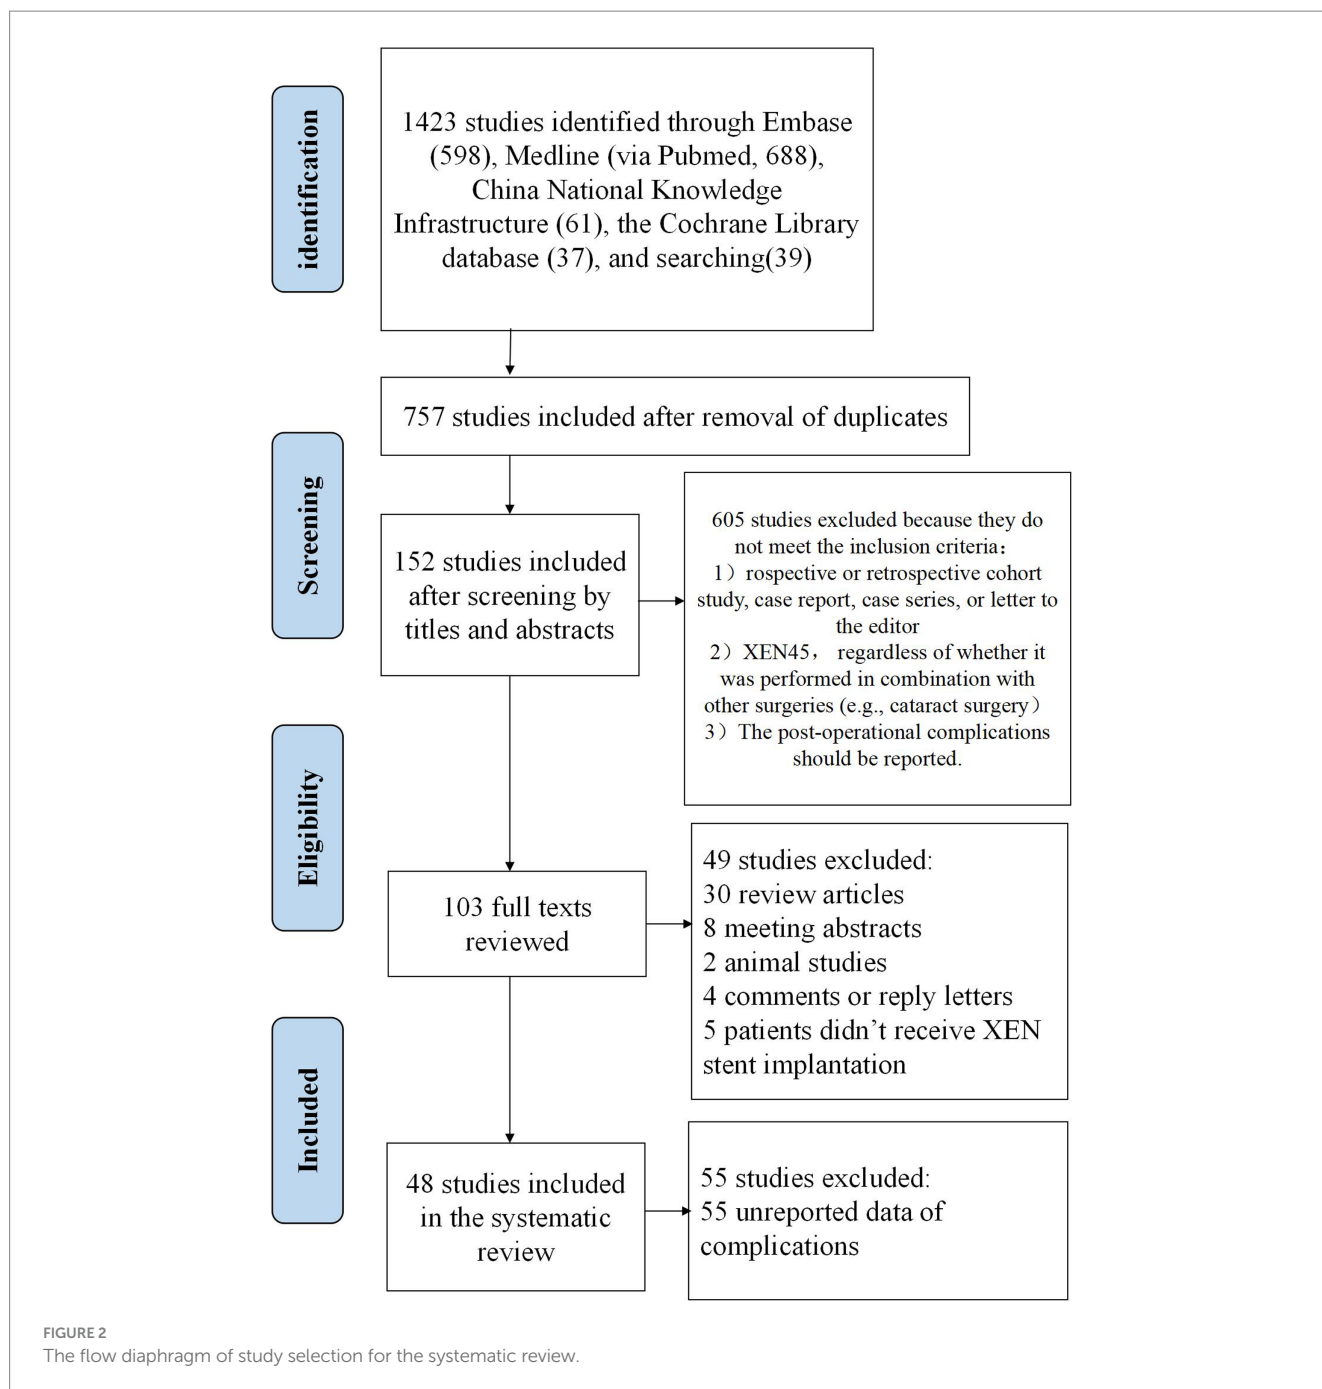 identification
1423 studies identified through Embase
(598), Medline (via Pubmed, 688),
China National Knowledge
Infrastructure (61), the Cochrane Library
database (37), and searching(39)
757 studies included after removal of duplicates
Screening
152 studies included
after screening by
titles and abstracts
605 studies excluded because they do
not meet the inclusion criteria：
1）rospective or retrospective cohort
study, case report, case series, or letter to
the editor
2）XEN45， regardless of whether it
was performed in combination with
other surgeries (e.g., cataract surgery）
3）The post-operational complications
should be reported.
Eligibility
103 full texts
reviewed
49 studies excluded:
30 review articles
8 meeting abstracts
2 animal studies
4 comments or reply letters
5 patients didn’t receive XEN
stent implantation
Included
48 studies included
in the systematic
review
55 studies excluded:
55 unreported data of
complications
FIGURE 2
The flow diaphragm of study selection for the systematic review.